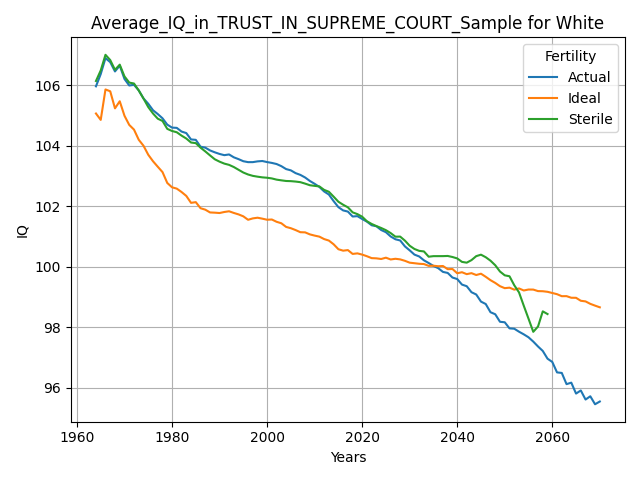 Average_IQ_in_TRUST_IN_SUPREME_COURT_Sample for White
Fertility
Actual
Ideal
Sterile
106
104
102
100
98
96
IQ
1960
1980
2000
2020
2040
2060
Years